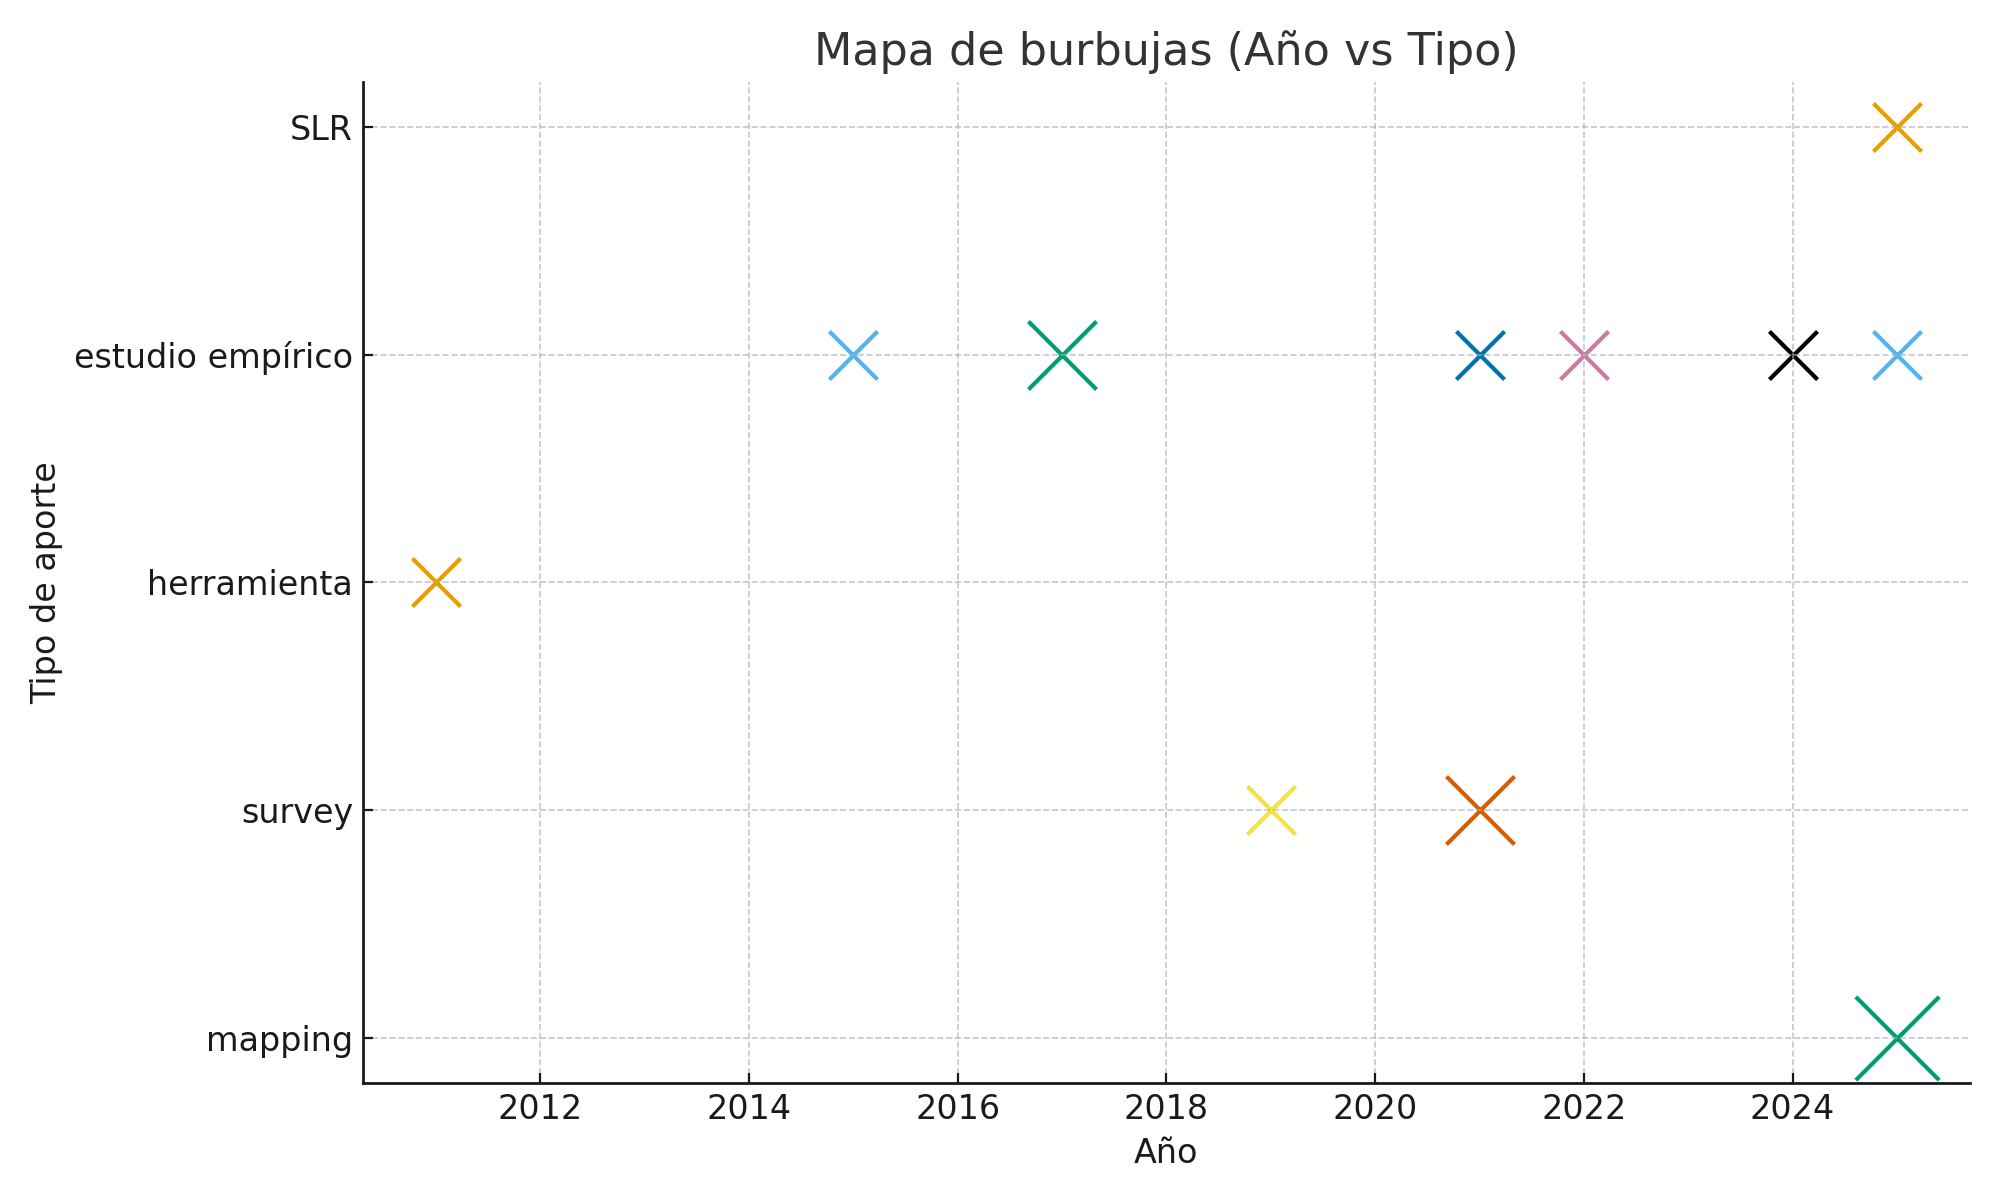 Mapa de burbujas (Año vs Tipo)
SLR
estudio empírico
herramienta
survey
mapping
Tipo de aporte
2012 2014 2016 2018 2020 2022 2024
Año